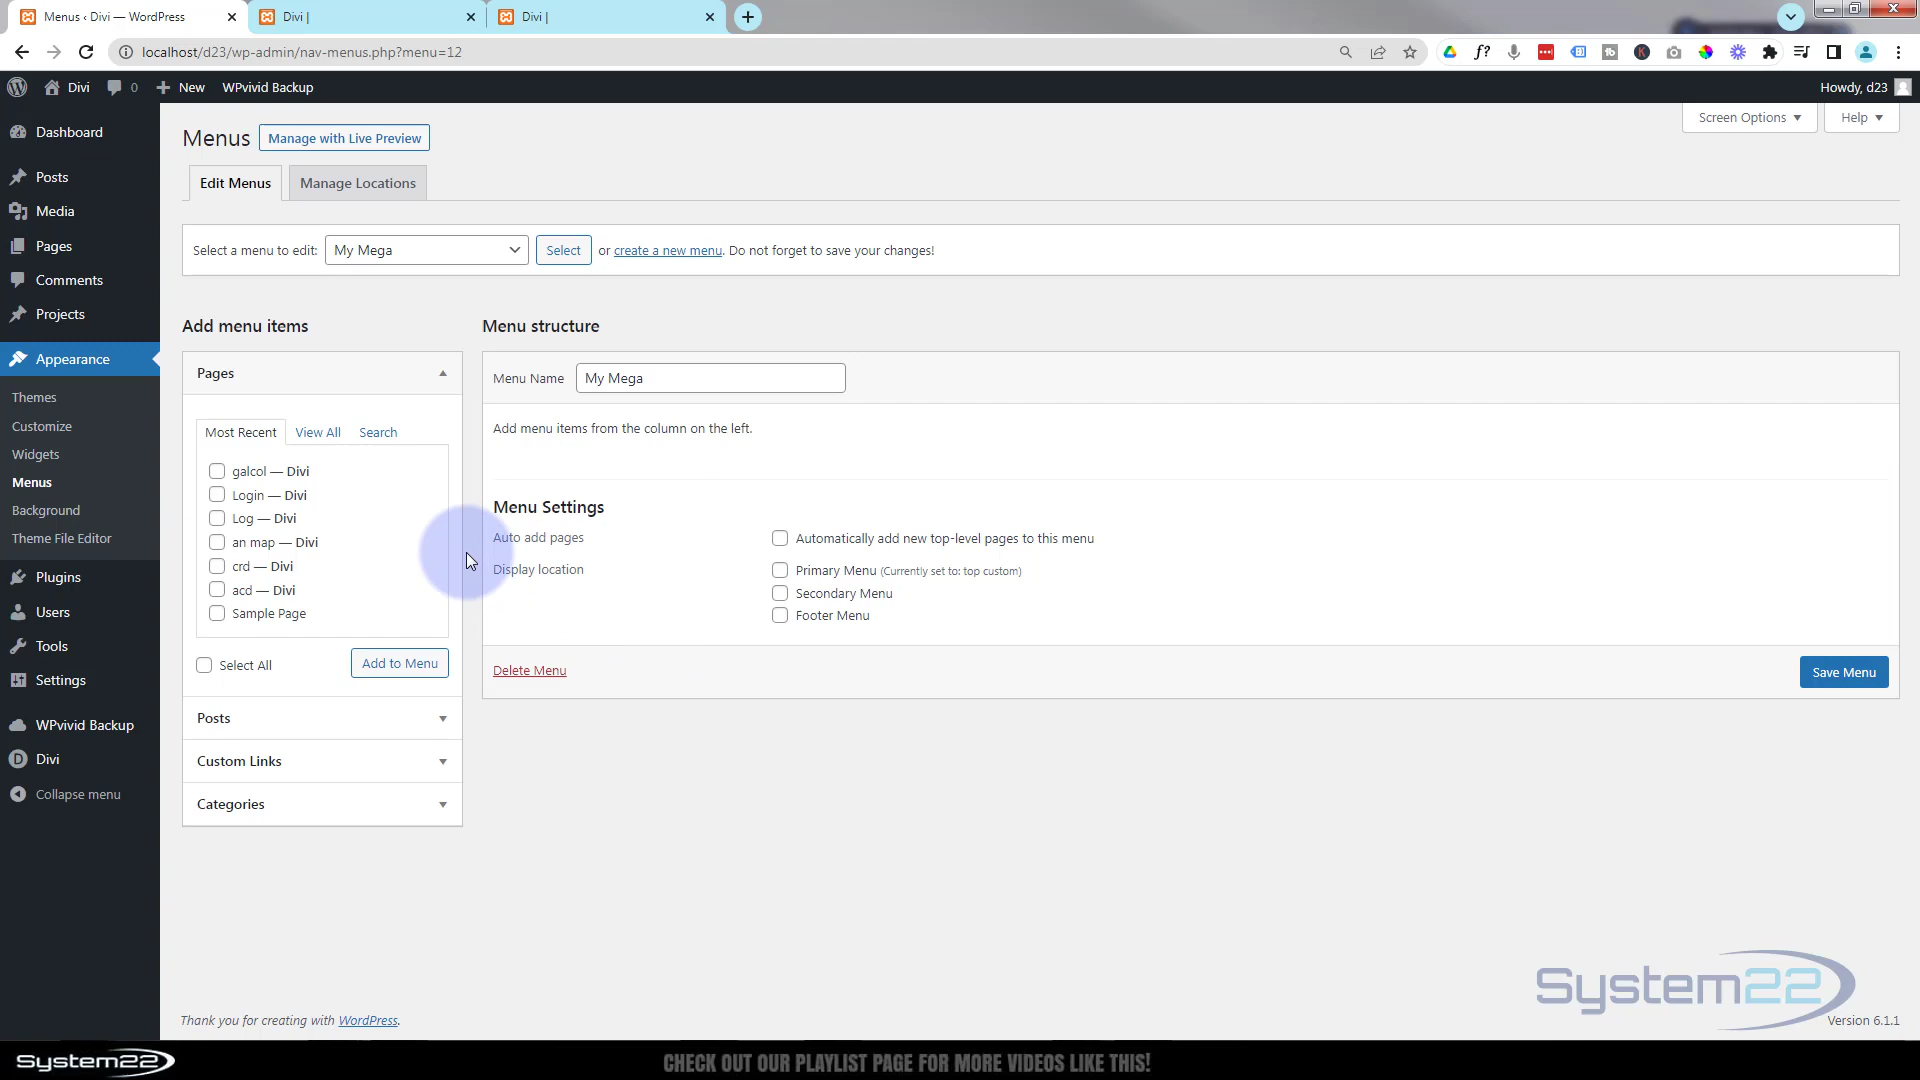 Menus ‹ Divi — WordPress
Divi |
Divi |
localhost/d23/wp-admin/nav-menus.php?menu=12
Divi
0
New
WPvivid Backup
Howdy, d23
Dashboard
Posts
Media
Pages
Comments
Projects
Appearance
Themes
Customize
Widgets
Menus
Background
Theme File Editor
Plugins
Users
Tools
Settings
WPvivid Backup
Divi
Collapse menu
Screen Options
Help
Menus
Manage with Live Preview
Edit Menus
Manage Locations
Select a menu to edit: My Mega Select or create a new menu. Do not forget to save your changes!
Add menu items
Pages
Most Recent View All Search
galcol — Divi
Login — Divi
Log — Divi
an map — Divi
crd — Divi
acd — Divi
Sample Page
Select All
Add to Menu
Posts
Custom Links
Categories
Menu structure
Menu Name My Mega
Add menu items from the column on the left.
Menu Settings
Auto add pages
Automatically add new top-level pages to this menu
Display location
Primary Menu (Currently set to: top custom)
Secondary Menu
Footer Menu
Delete Menu
Save Menu
System22
Thank you for creating with WordPress.
Version 6.1.1
System22
CHECK OUT OUR PLAYLIST PAGE FOR MORE VIDEOS LIKE THIS!